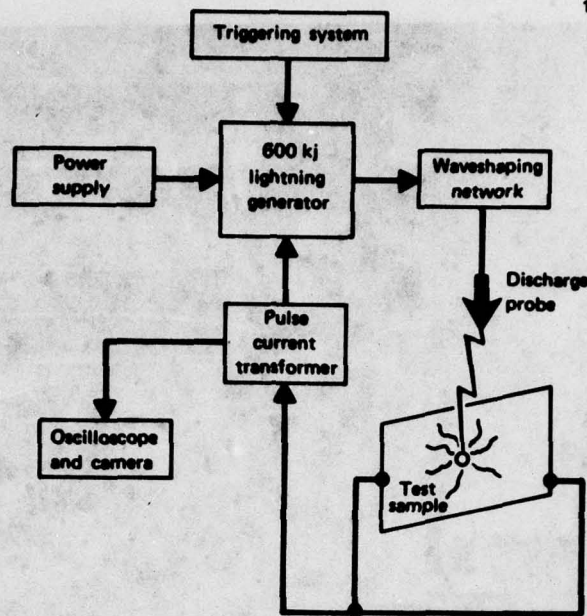 Triggering system
Power
supply
600 kj
lightning
generator
Waveshaping
network
Discharge
probe
Pulse
current
transformer
Oscilloscope
and camera
Test
sample